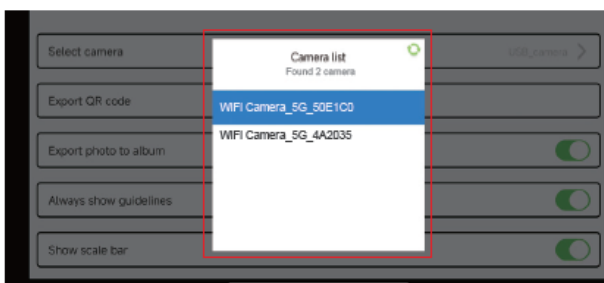 Select camera
USB_camera
Camera list
Found 2 camera
Export QR code
WIFI Camera_5G_50E1C0
WIFI Camera_5G_4A2035
Export photo to album
Always show guidelines
Show scale bar